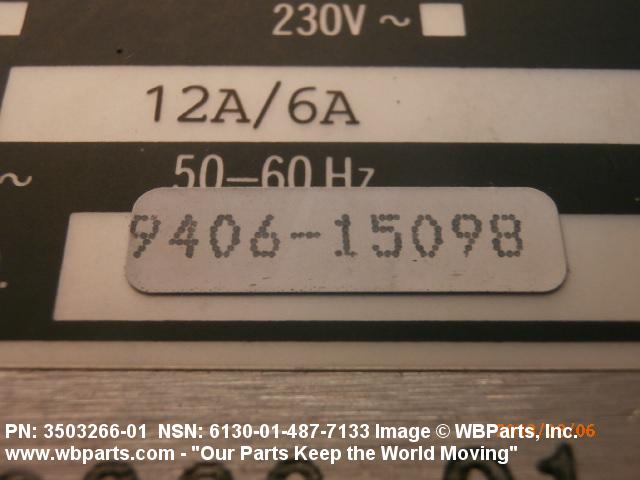 230V ~
12A/6A
~ 50–60 Hz
9406-15098
PN: 3503266-01 NSN: 6130-01-487-7133 Image © WBParts, Inc.
www.wbparts.com - "Our Parts Keep the World Moving"